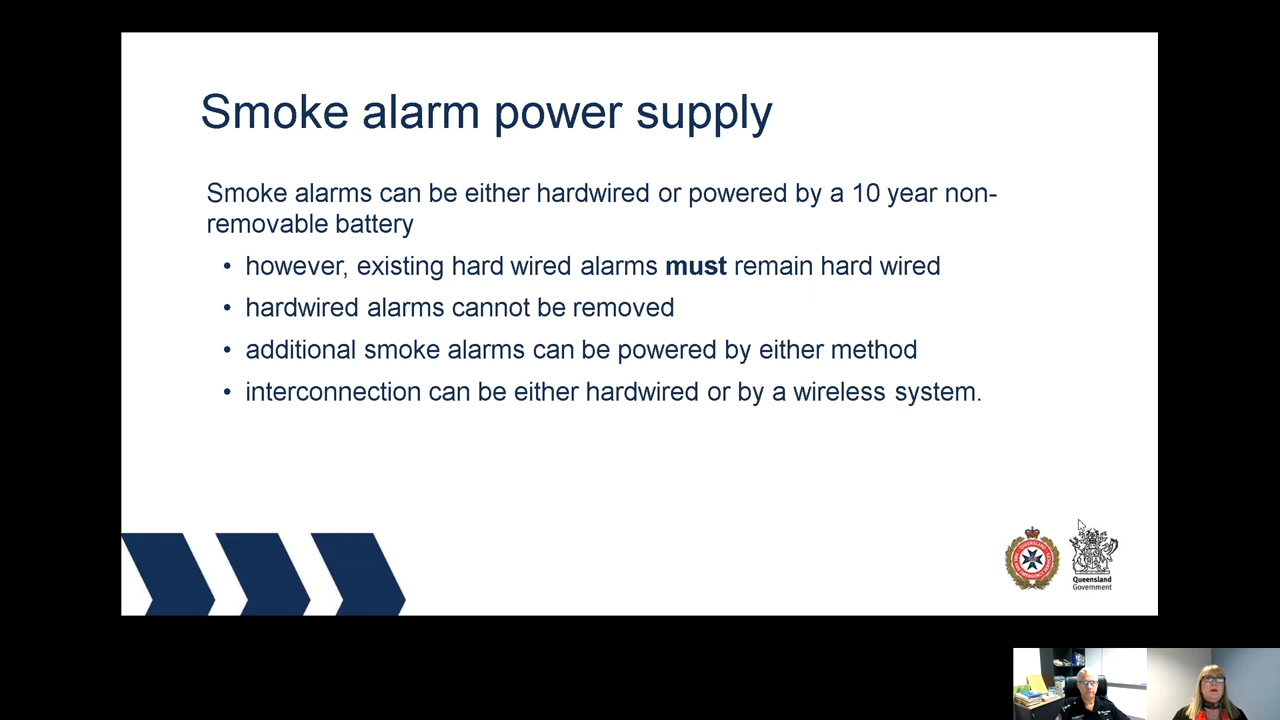 Smoke alarm power supply
Smoke alarms can be either hardwired or powered by a 10 year non-
removable battery
• however, existing hard wired alarms must remain hard wired
• hardwired alarms cannot be removed
• additional smoke alarms can be powered by either method
• interconnection can be either hardwired or by a wireless system.
QUEENSLAND
Queensland
Government